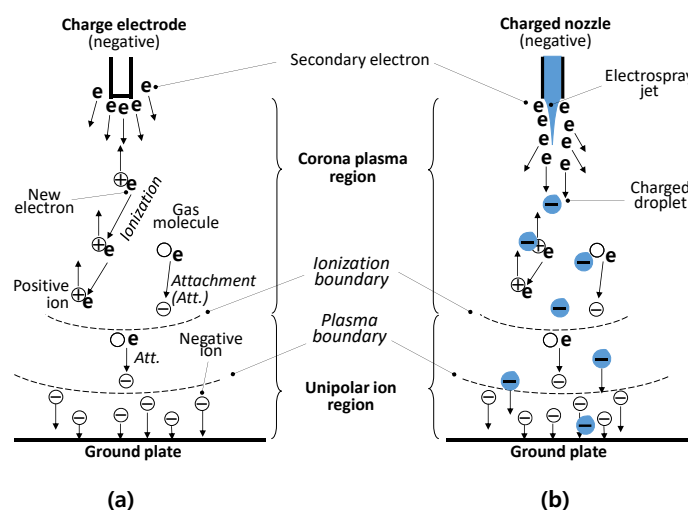 Charge electrode
(negative)
Charged nozzle
(negative)
Secondary electron
Electrospray
jet
e e e e e e
e e e e e e e e
Corona plasma
region
New
electron
+ e
Ionization
Gas
molecule
Charged
droplet
−
+ e
e
− +
e
Positive
ion
+ e
Attachment
(Att.)
−
Ionization
boundary
+ e
−
− −
e
Att.
−
Negative
ion
Plasma
boundary
e
Att.
−
− −
Unipolar ion
region
− − − − − − −
− − − − − − − −
Ground plate
Ground plate
(a)
(b)